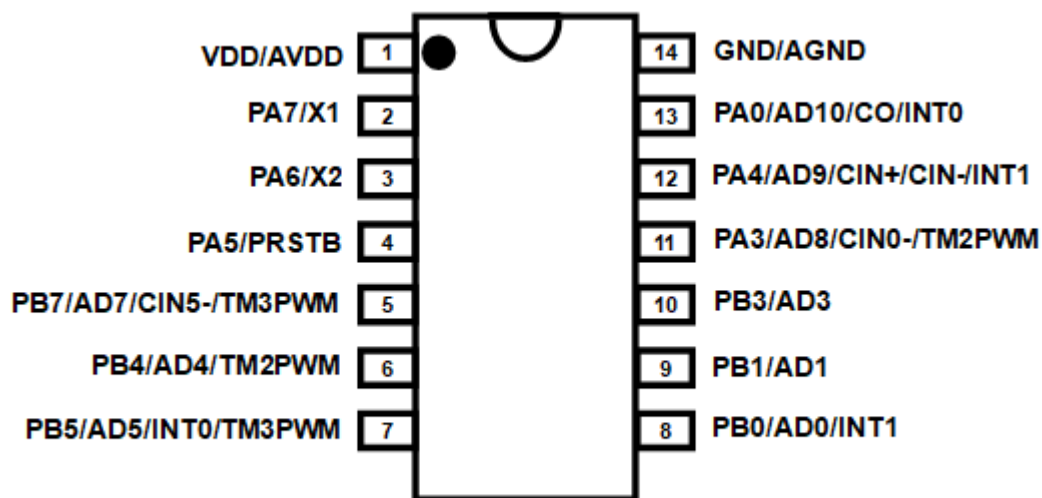 VDD/AVDD 1 14 GND/AGND
PA7/X1 2 13 PA0/AD10/CO/INT0
PA6/X2 3 12 PA4/AD9/CIN+/CIN-/INT1
PA5/PRSTB 4 11 PA3/AD8/CIN0-/TM2PWM
PB7/AD7/CIN5-/TM3PWM 5 10 PB3/AD3
PB4/AD4/TM2PWM 6 9 PB1/AD1
PB5/AD5/INT0/TM3PWM 7 8 PB0/AD0/INT1